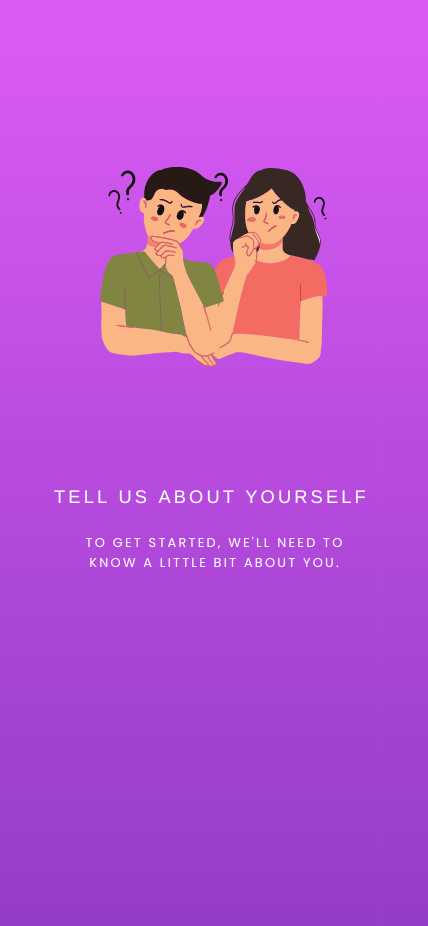 TELL US ABOUT YOURSELF
TO GET STARTED, WE'LL NEED TO
KNOW A LITTLE BIT ABOUT YOU.